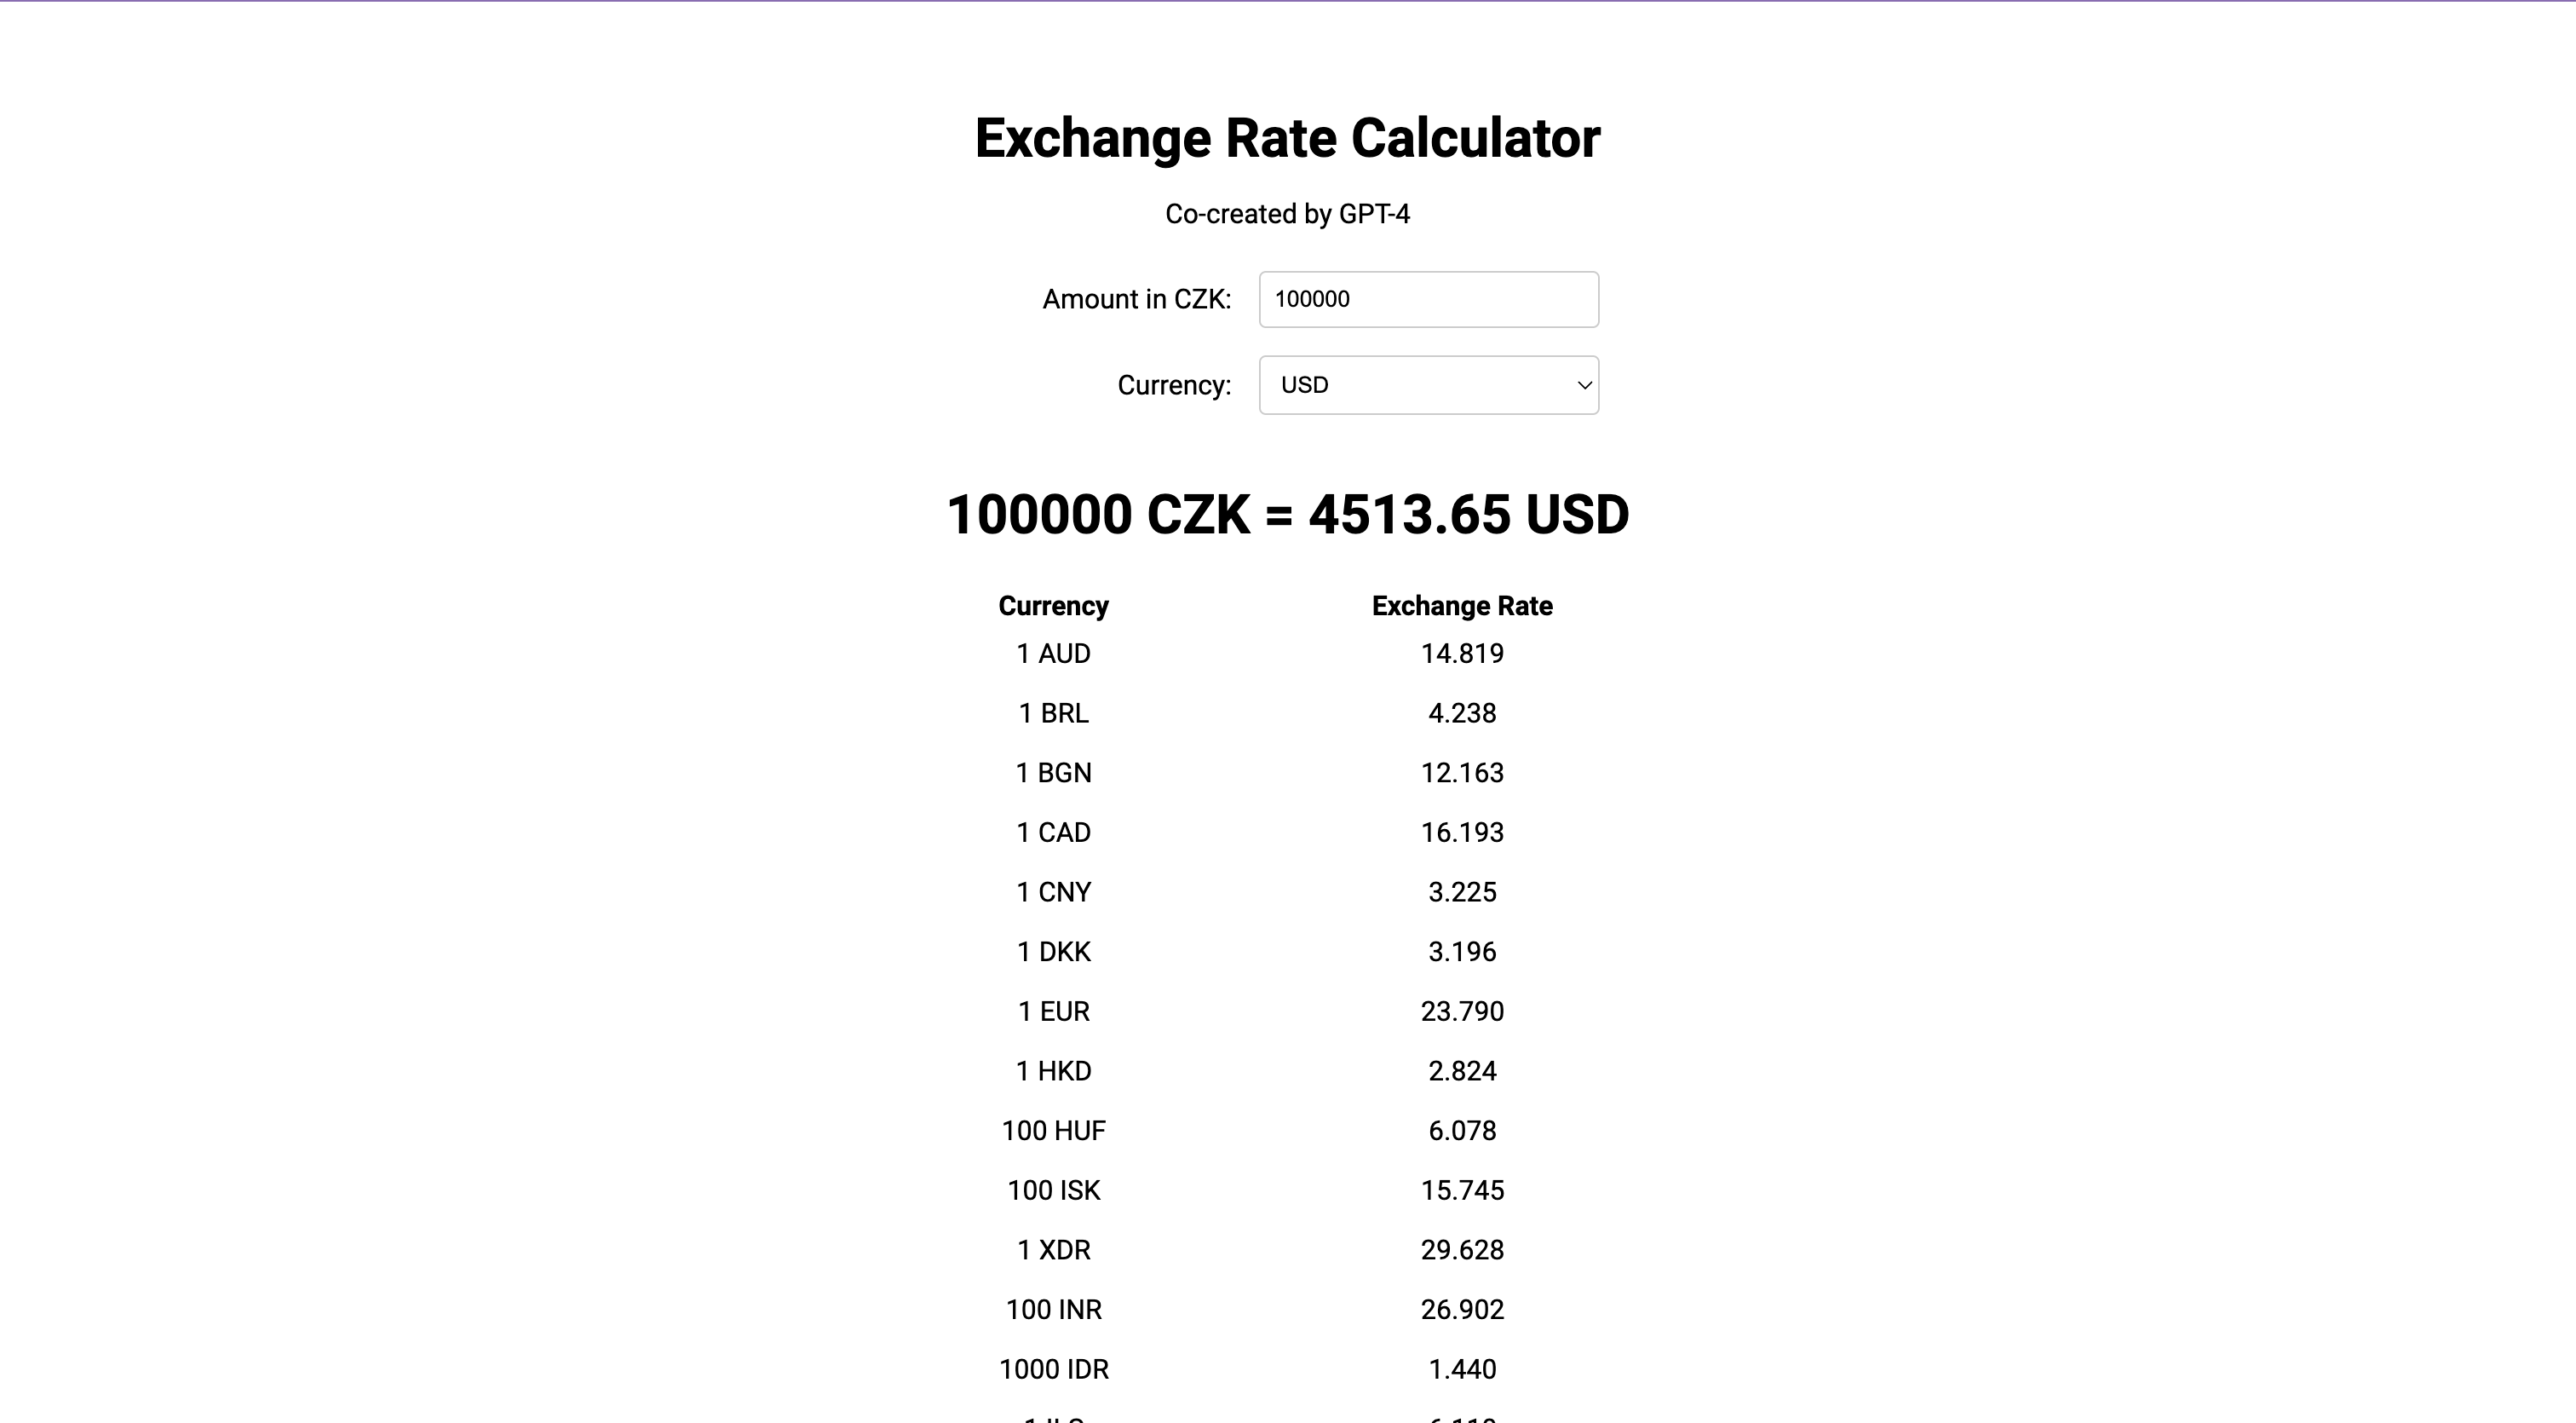 Exchange Rate Calculator
Co-created by GPT-4
Amount in CZK: 100000
Currency: USD
100000 CZK = 4513.65 USD
Currency Exchange Rate
1 AUD 14.819
1 BRL 4.238
1 BGN 12.163
1 CAD 16.193
1 CNY 3.225
1 DKK 3.196
1 EUR 23.790
1 HKD 2.824
100 HUF 6.078
100 ISK 15.745
1 XDR 29.628
100 INR 26.902
1000 IDR 1.440